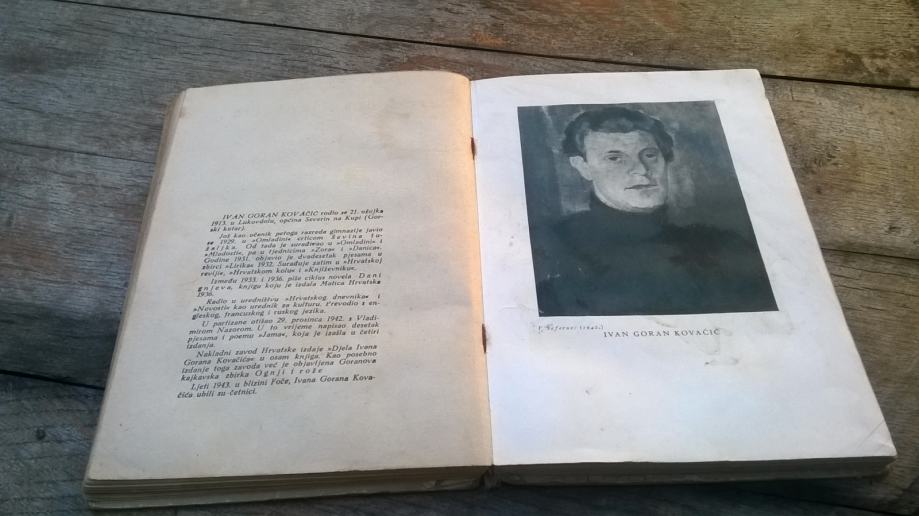 IVAN GORAN KOVAČIĆ rodio se 21. ožujka
1913. u Lukovdolu, općina Severin na Kupi (Gor-
ski kotar).
Još kao učenik petoga razreda gimnazije javio
se 1929. u »Omladini« crticom Ševina tu-
žaljka. Od tada je surađivao u »Omladini« i
»Mladosti«, pa u tjednicima »Zora« i »Danica«.
Godine 1931. objavio je dvadesetak pjesama u
zbirci »Lirika« 1932. Surađuje zatim u »Hrvatskoj
reviji«, »Hrvatskom kolu« i »Književniku«.
Između 1933. i 1936. piše ciklus novela Dani
gnjeva, knjigu koju je izdala Matica Hrvatska
1936.
Radio u uredništvu »Hrvatskog dnevnika« i
»Novosti« kao urednik za kulturu. Prevodio s en-
gleskog, francuskog i ruskog jezika.
U partizane otišao 29. prosinca 1942. s Vladi-
mirom Nazorom. U to vrijeme napisao desetak
pjesama i poemu »Jama«, koja je izašla u četiri
izdanja.
Nakladni zavod Hrvatske izdaje »Djela Ivana
Gorana Kovačića« u osam knjiga. Kao posebno
izdanje toga zavoda već je objavljena Goranova
kajkavska zbirka Ognji i rože
Ljeti 1943. u blizini Foče, Ivana Gorana Kova-
čića ubili su četnici.
IVAN GORAN KOVAČIĆ